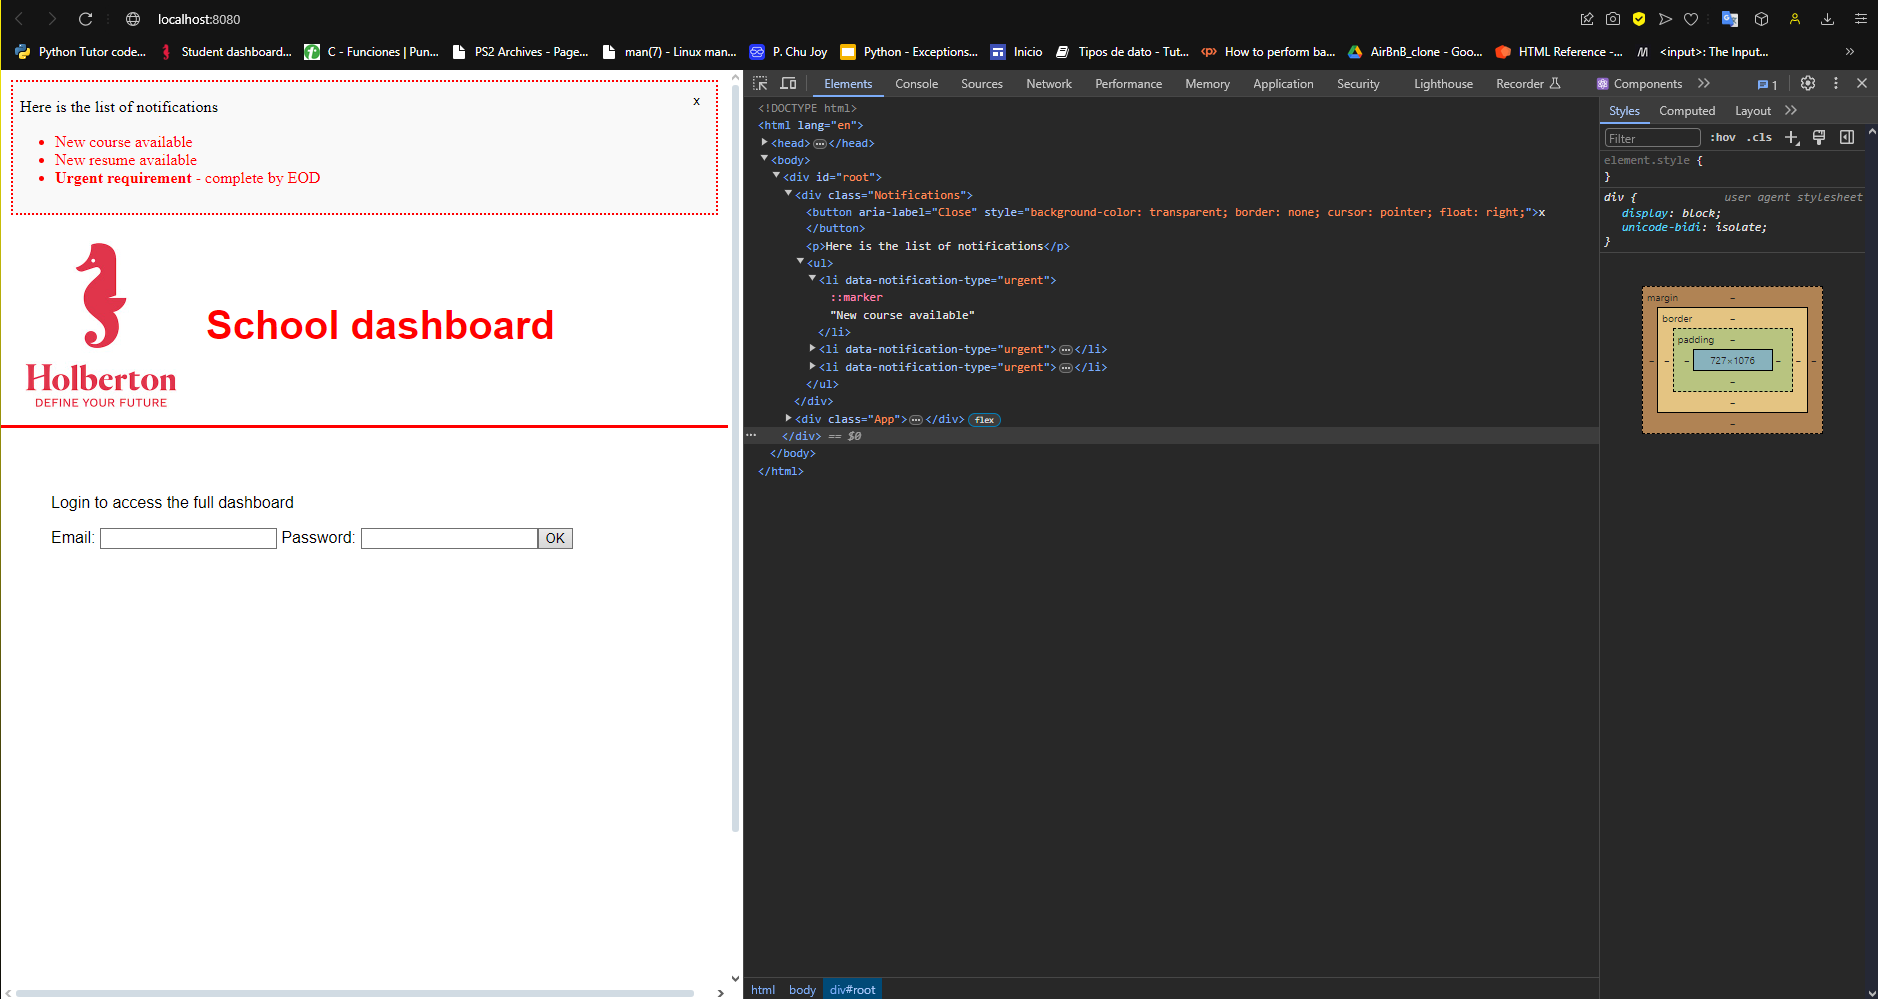 localhost:8080
Python Tutor code...
Student dashboard...
C - Funciones | Pun...
PS2 Archives - Page...
man(7) - Linux man...
P. Chu Joy
Python - Exceptions...
Inicio
Tipos de dato - Tut...
How to perform ba...
AirBnB_clone - Goo...
HTML Reference -...
<input>: The Input...
Here is the list of notifications
x
New course available
New resume available
Urgent requirement - complete by EOD
Holberton
DEFINE YOUR FUTURE
School dashboard
Login to access the full dashboard
Email:
Password:
OK
Elements
Console
Sources
Network
Performance
Memory
Application
Security
Lighthouse
Recorder
Components
1
<!DOCTYPE html>
<html lang="en">
<head>...</head>
<body>
<div id="root">
<div class="Notifications">
<button aria-label="Close" style="background-color: transparent; border: none; cursor: pointer; float: right;">x
</button>
<p>Here is the list of notifications</p>
<ul>
<li data-notification-type="urgent">
::marker
"New course available"
</li>
<li data-notification-type="urgent">...</li>
<li data-notification-type="urgent">...</li>
</ul>
</div>
<div class="App">...</div> flex
... </div> == $0
</body>
</html>
html
body
div#root
Styles
Computed
Layout
Filter
:hov
.cls
element.style {
}
div {
user agent stylesheet
display: block;
unicode-bidi: isolate;
}
margin
-
border
-
padding
-
- - - 727×1076 - - -
-
-
-